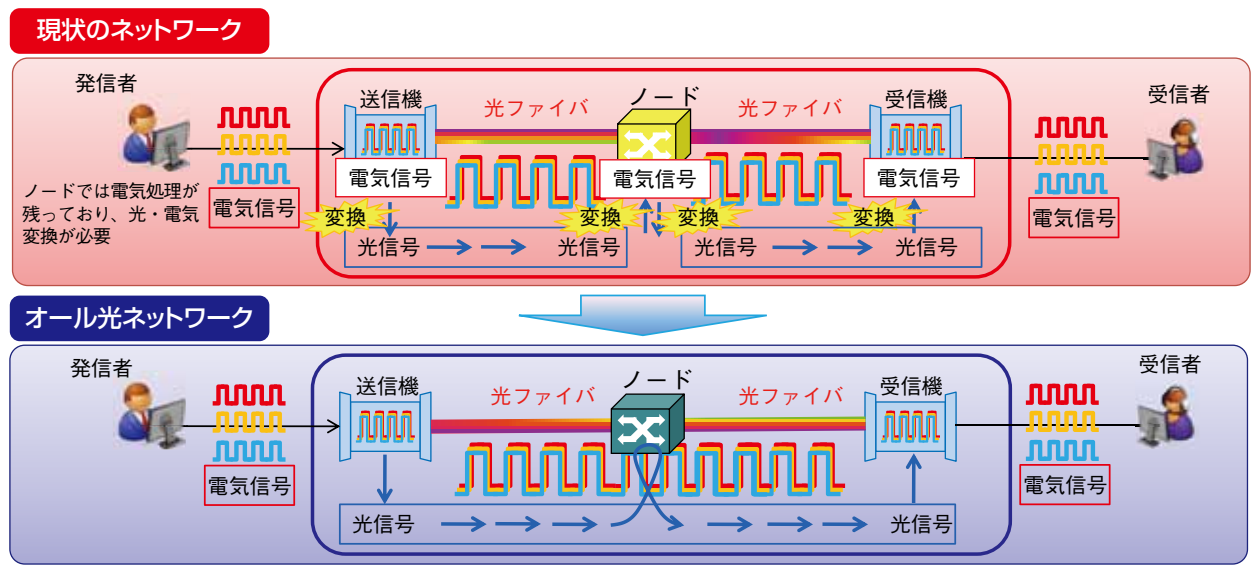 現状のネットワーク
発信者
送信機
光ファイバ
ノード
光ファイバ
受信機
受信者
電気信号
電気信号
電気信号
ノードでは電気処理が
残っており、光・電気
変換が必要
電気信号
電気信号
変換
変換
変換
変換
光信号
光信号
光信号
光信号
オール光ネットワーク
発信者
送信機
光ファイバ
ノード
光ファイバ
受信機
受信者
電気信号
電気信号
光信号
光信号